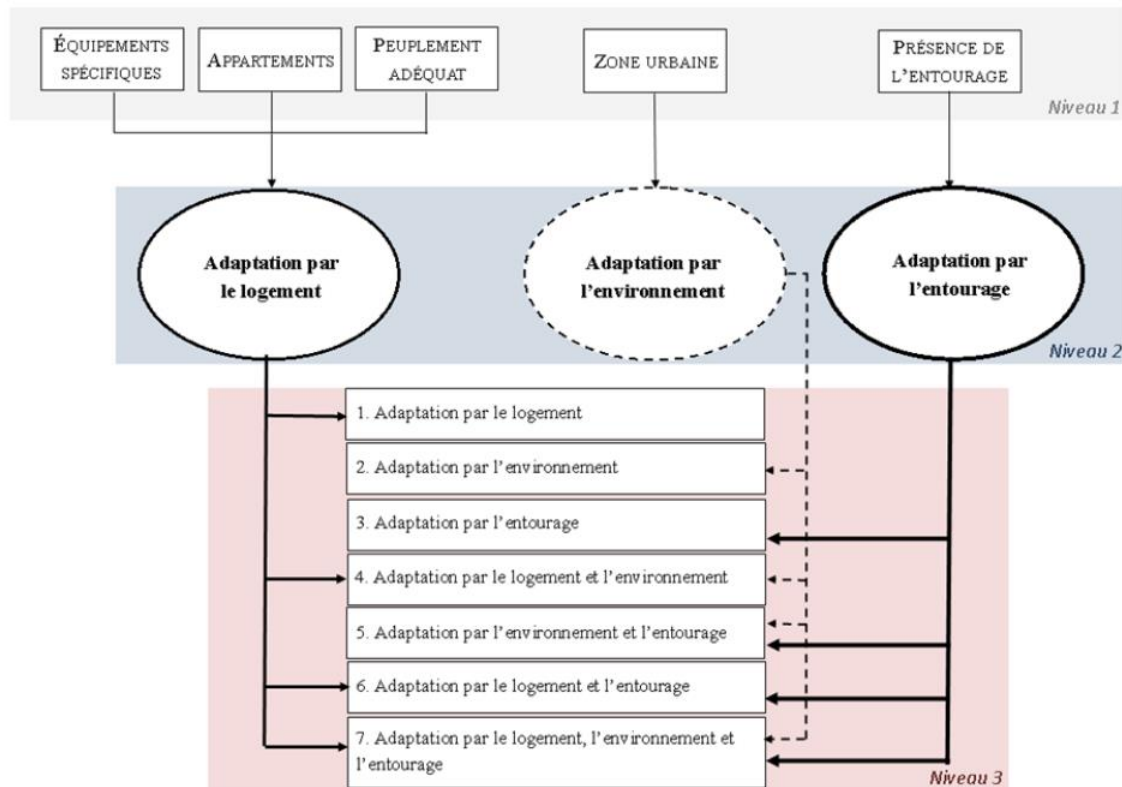 ÉQUIPEMENTS
SPÉCIFIQUES
APPARTEMENTS
PEUPLEMENT
ADÉQUAT
ZONE URBAINE
PRÉSENCE DE
L’ENTOURAGE
Niveau 1
Adaptation par
le logement
Adaptation par
l’environnement
Adaptation par
l’entourage
Niveau 2
1. Adaptation par le logement
2. Adaptation par l’environnement
3. Adaptation par l’entourage
4. Adaptation par le logement et l’environnement
5. Adaptation par l’environnement et l’entourage
6. Adaptation par le logement et l’entourage
7. Adaptation par le logement, l’environnement et
l’entourage
Niveau 3